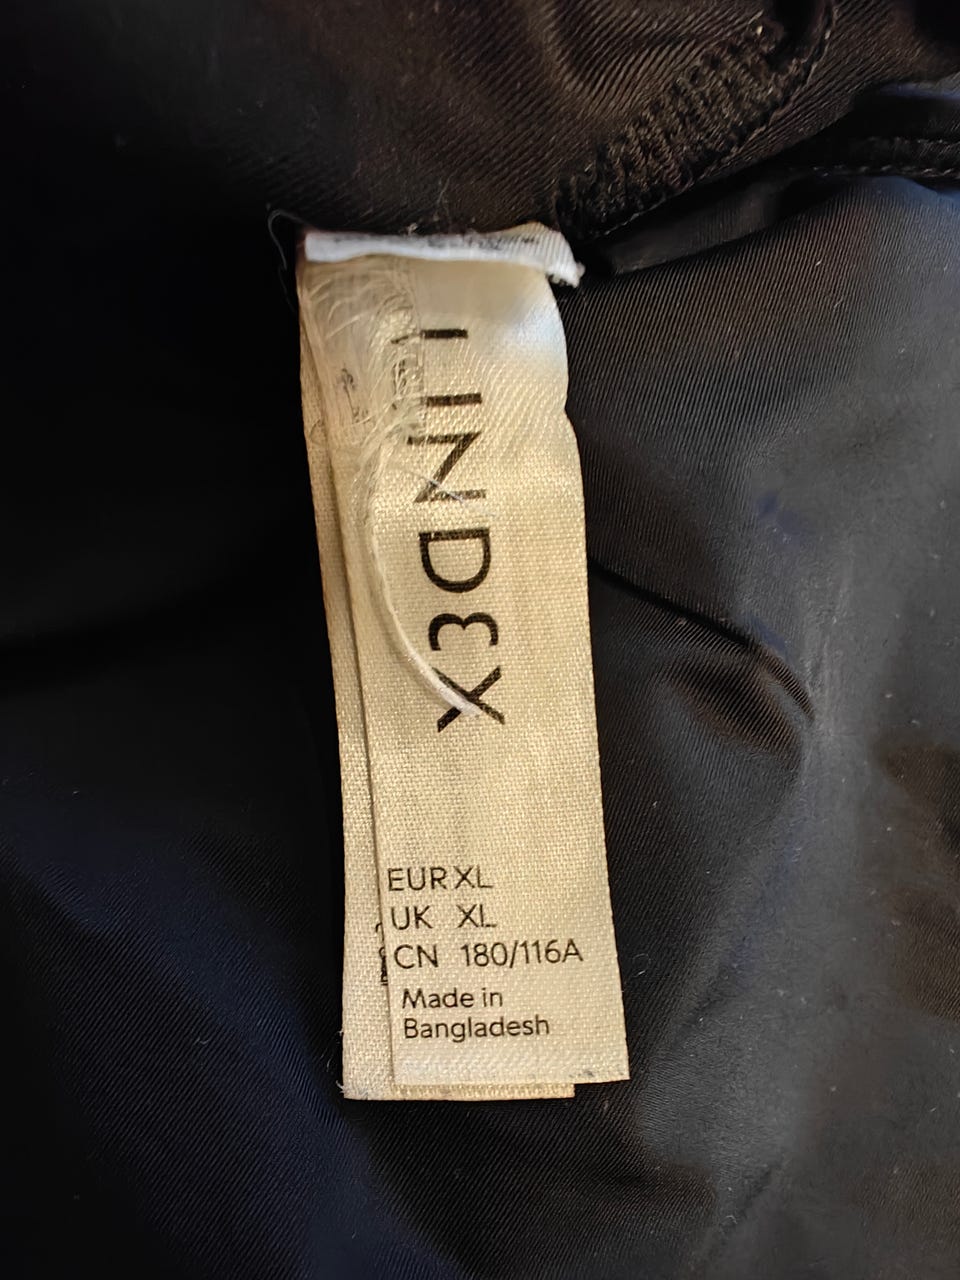 LINDEX
EUR XL
UK XL
CN 180/116A
Made in
Bangladesh